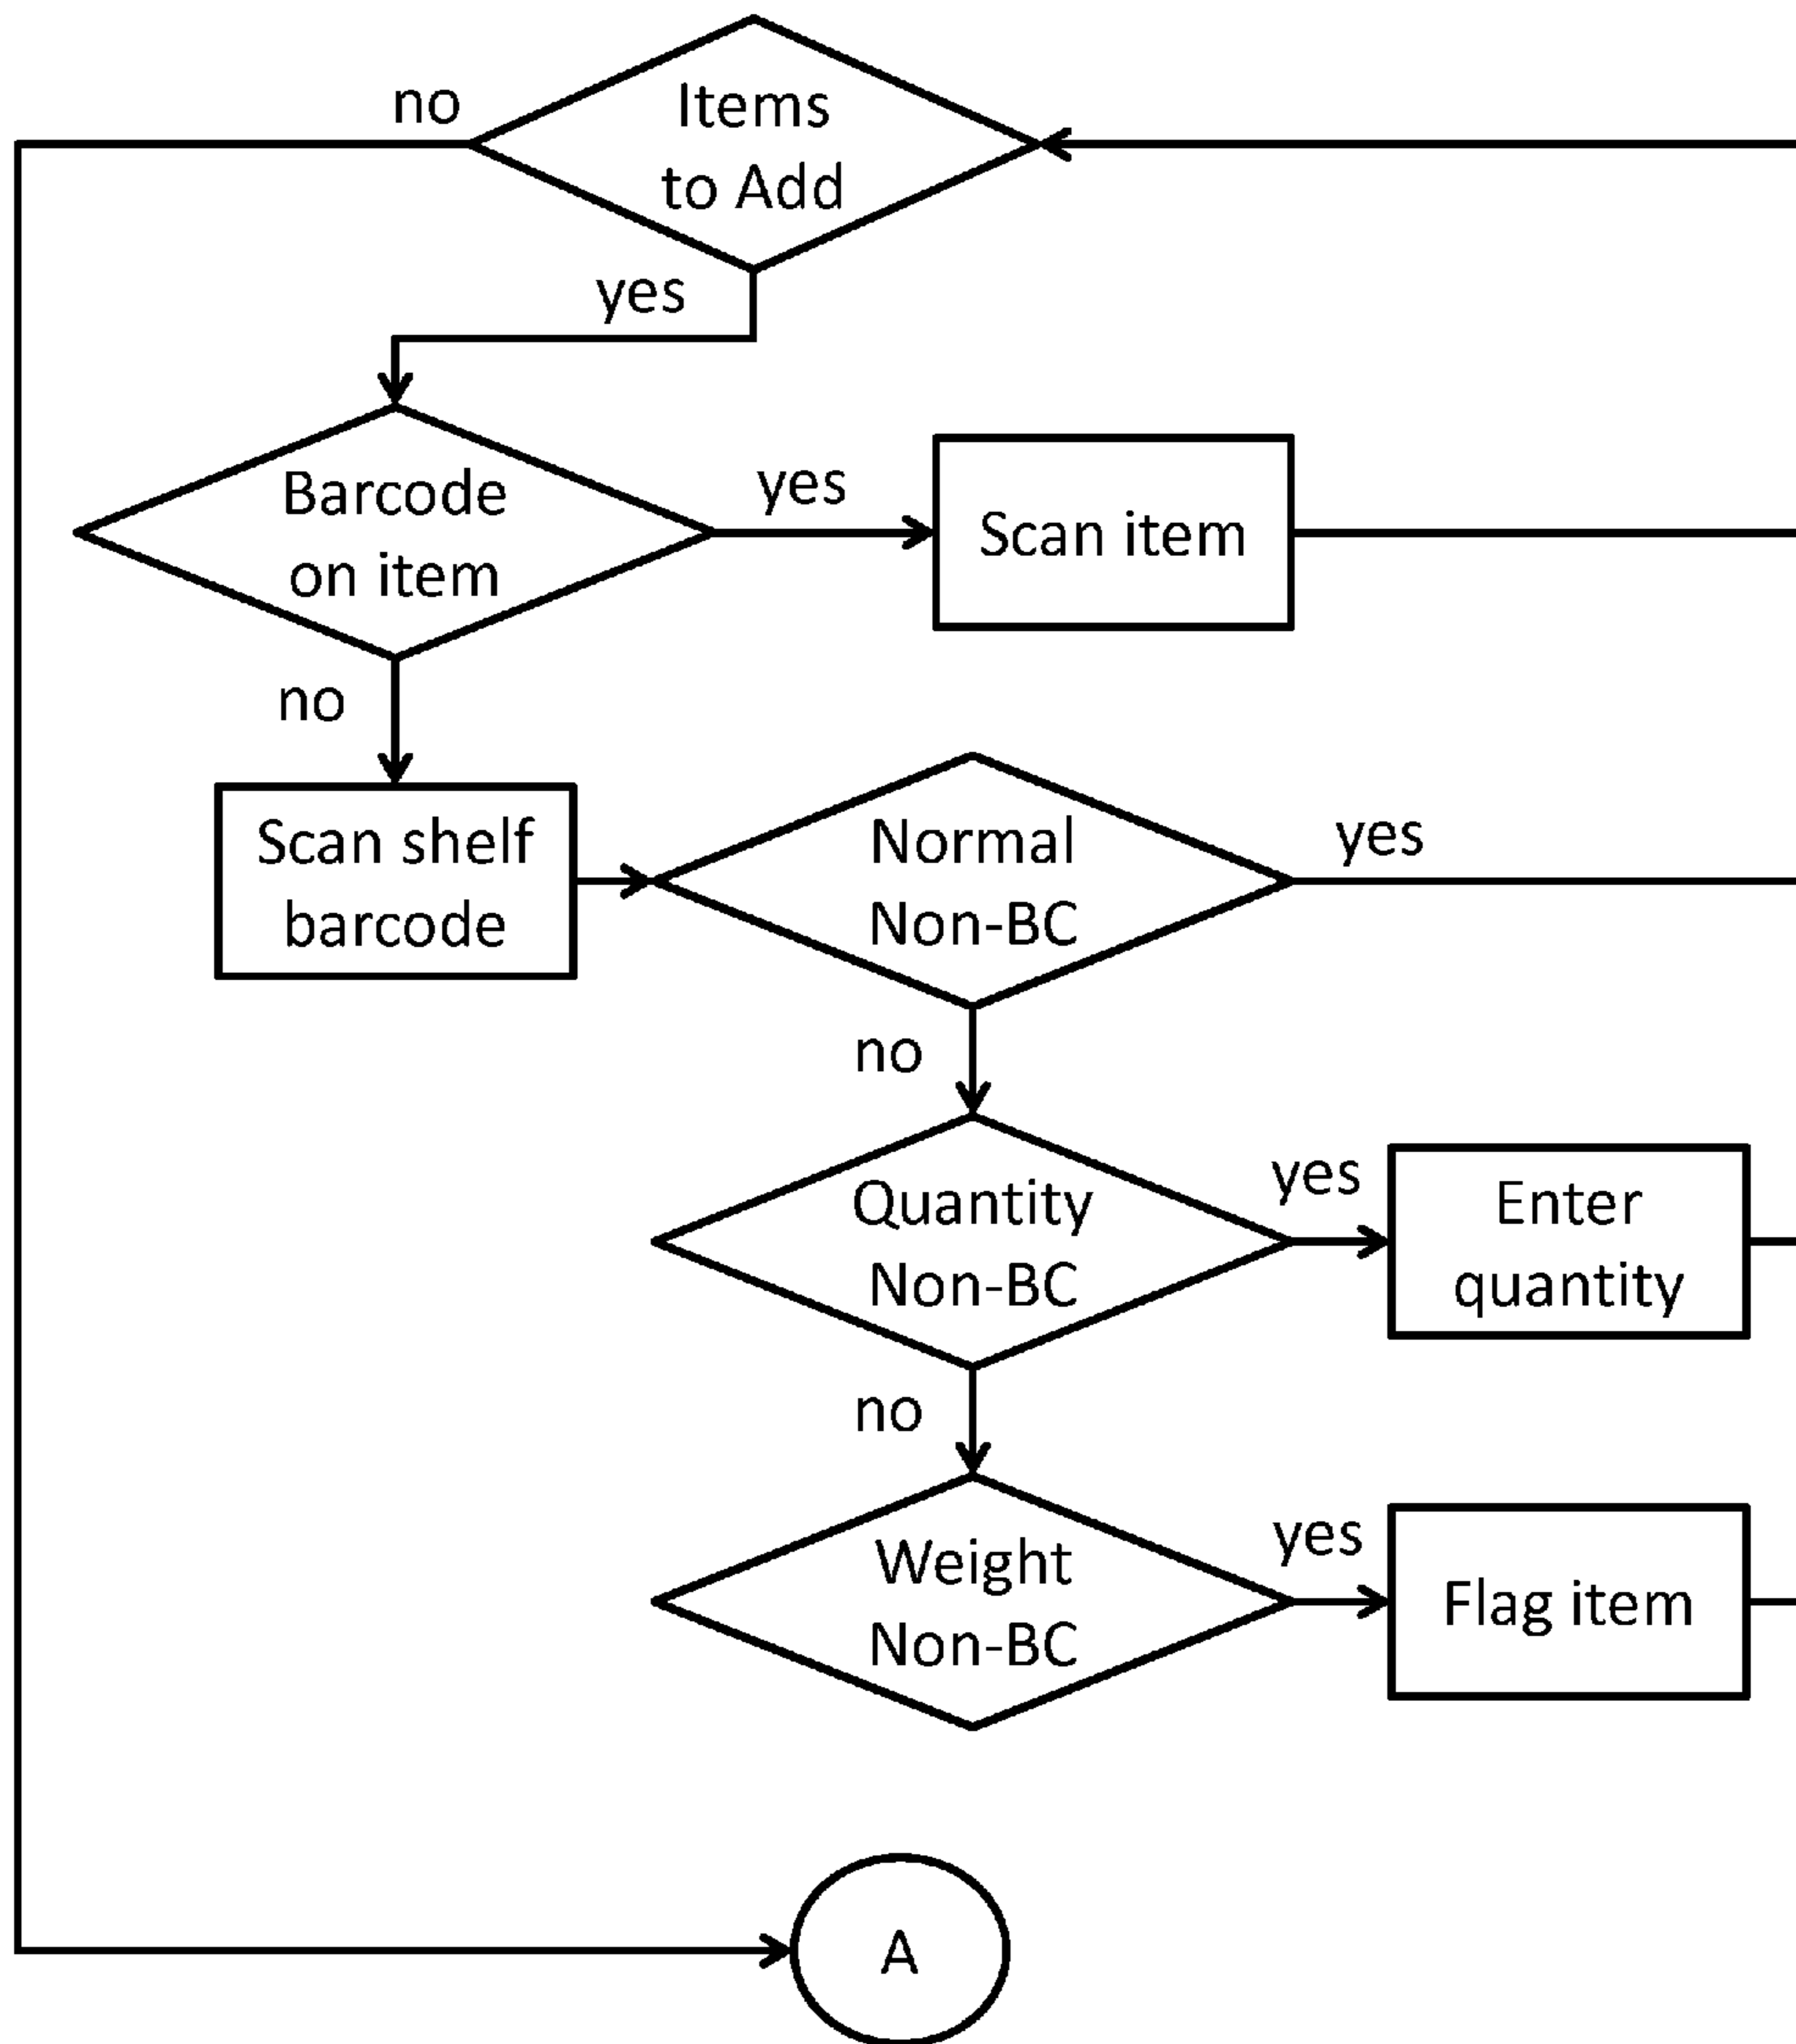 no
Items
to Add
yes
Barcode
on item
yes
Scan item
no
Scan shelf
barcode
Normal
Non-BC
yes
no
Quantity
Non-BC
yes
Enter
quantity
no
Weight
Non-BC
yes
Flag item
A